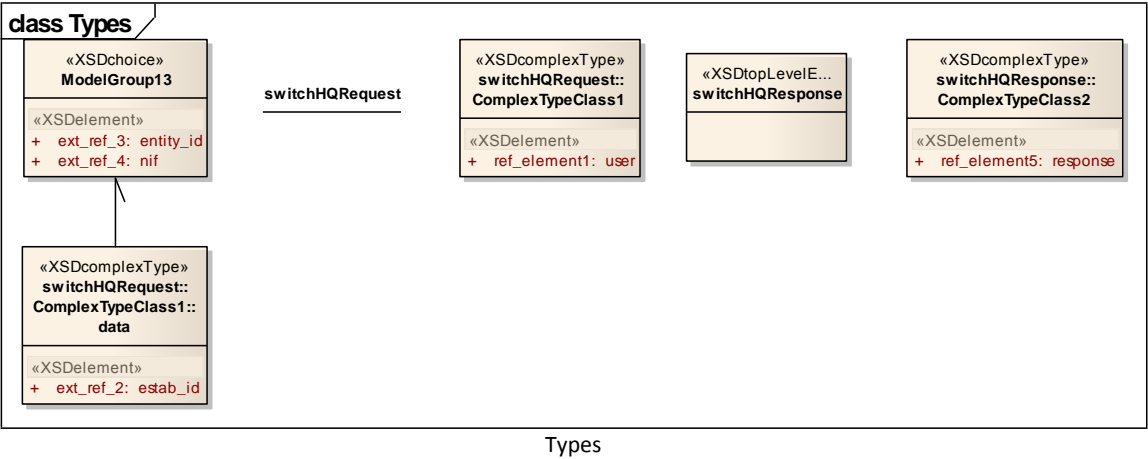 class Types
«XSDchoice»
ModelGroup13
«XSDelement»
+ ext_ref_3: entity_id
+ ext_ref_4: nif
switchHQRequest
«XSDcomplexType»
switchHQRequest::
ComplexTypeClass1
«XSDelement»
+ ref_element1: user
«XSDtopLevelE...
switchHQResponse
«XSDcomplexType»
switchHQResponse::
ComplexTypeClass2
«XSDelement»
+ ref_element5: response
«XSDcomplexType»
switchHQRequest::
ComplexTypeClass1::
data
«XSDelement»
+ ext_ref_2: estab_id
Types